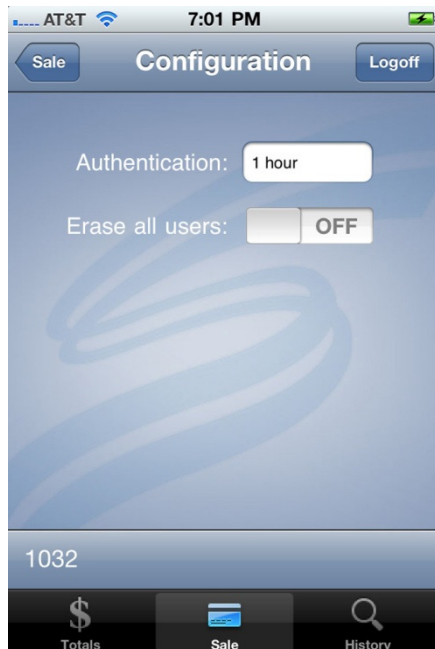 AT&T 7:01 PM
Sale Configuration Logoff
Authentication: 1 hour
Erase all users: OFF
1032
$
Totals Sale History